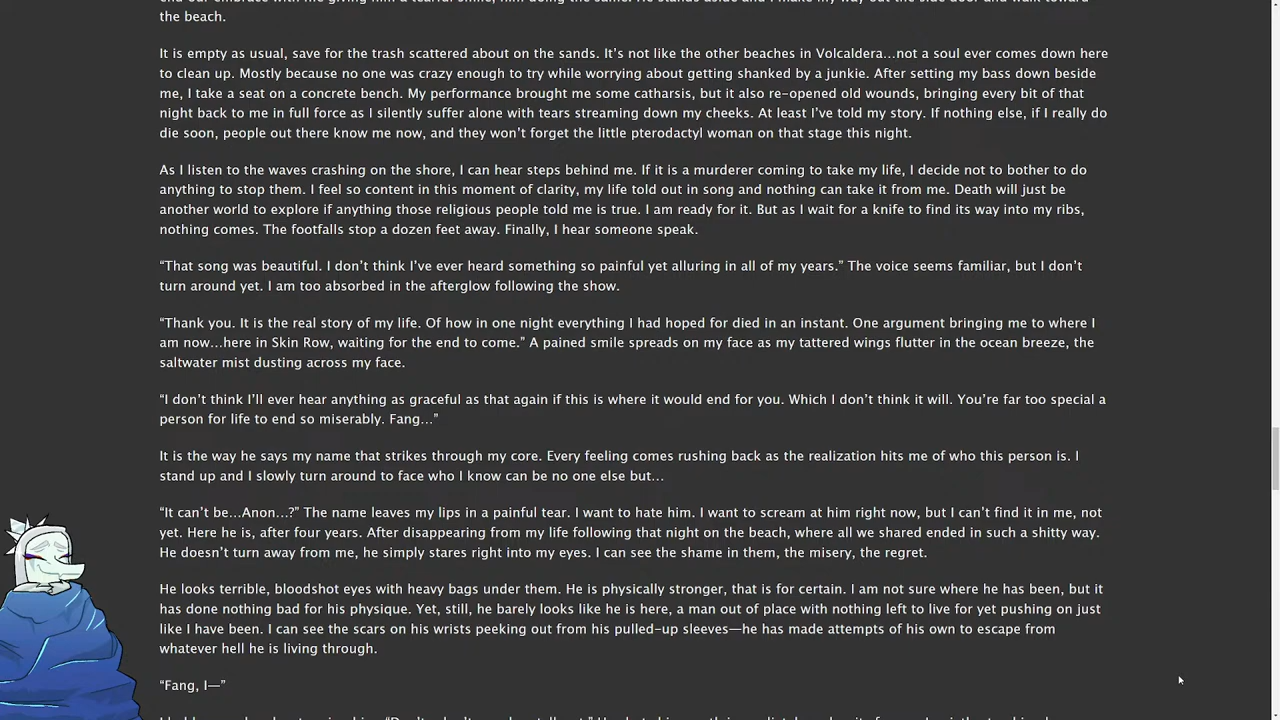 the beach.
It is empty as usual, save for the trash scattered about on the sands. It’s not like the other beaches in Volcaldera…not a soul ever comes down here
to clean up. Mostly because no one was crazy enough to try while worrying about getting shanked by a junkie. After setting my bass down beside
me, I take a seat on a concrete bench. My performance brought me some catharsis, but it also re-opened old wounds, bringing every bit of that
night back to me in full force as I silently suffer alone with tears streaming down my cheeks. At least I’ve told my story. If nothing else, if I really do
die soon, people out there know me now, and they won’t forget the little pterodactyl woman on that stage this night.
As I listen to the waves crashing on the shore, I can hear steps behind me. If it is a murderer coming to take my life, I decide not to bother to do
anything to stop them. I feel so content in this moment of clarity, my life told out in song and nothing can take it from me. Death will just be
another world to explore if anything those religious people told me is true. I am ready for it. But as I wait for a knife to find its way into my ribs,
nothing comes. The footfalls stop a dozen feet away. Finally, I hear someone speak.
“That song was beautiful. I don’t think I’ve ever heard something so painful yet alluring in all of my years.” The voice seems familiar, but I don’t
turn around yet. I am too absorbed in the afterglow following the show.
“Thank you. It is the real story of my life. Of how in one night everything I had hoped for died in an instant. One argument bringing me to where I
am now…here in Skin Row, waiting for the end to come.” A pained smile spreads on my face as my tattered wings flutter in the ocean breeze, the
saltwater mist dusting across my face.
“I don’t think I’ll ever hear anything as graceful as that again if this is where it would end for you. Which I don’t think it will. You’re far too special a
person for life to end so miserably. Fang…”
It is the way he says my name that strikes through my core. Every feeling comes rushing back as the realization hits me of who this person is. I
stand up and I slowly turn around to face who I know can be no one else but…
“It can’t be…Anon…?” The name leaves my lips in a painful tear. I want to hate him. I want to scream at him right now, but I can’t find it in me, not
yet. Here he is, after four years. After disappearing from my life following that night on the beach, where all we shared ended in such a shitty way.
He doesn’t turn away from me, he simply stares right into my eyes. I can see the shame in them, the misery, the regret.
He looks terrible, bloodshot eyes with heavy bags under them. He is physically stronger, that is for certain. I am not sure where he has been, but it
has done nothing bad for his physique. Yet, still, he barely looks like he is here, a man out of place with nothing left to live for yet pushing on just
like I have been. I can see the scars on his wrists peeking out from his pulled-up sleeves—he has made attempts of his own to escape from
whatever hell he is living through.
“Fang, I—”